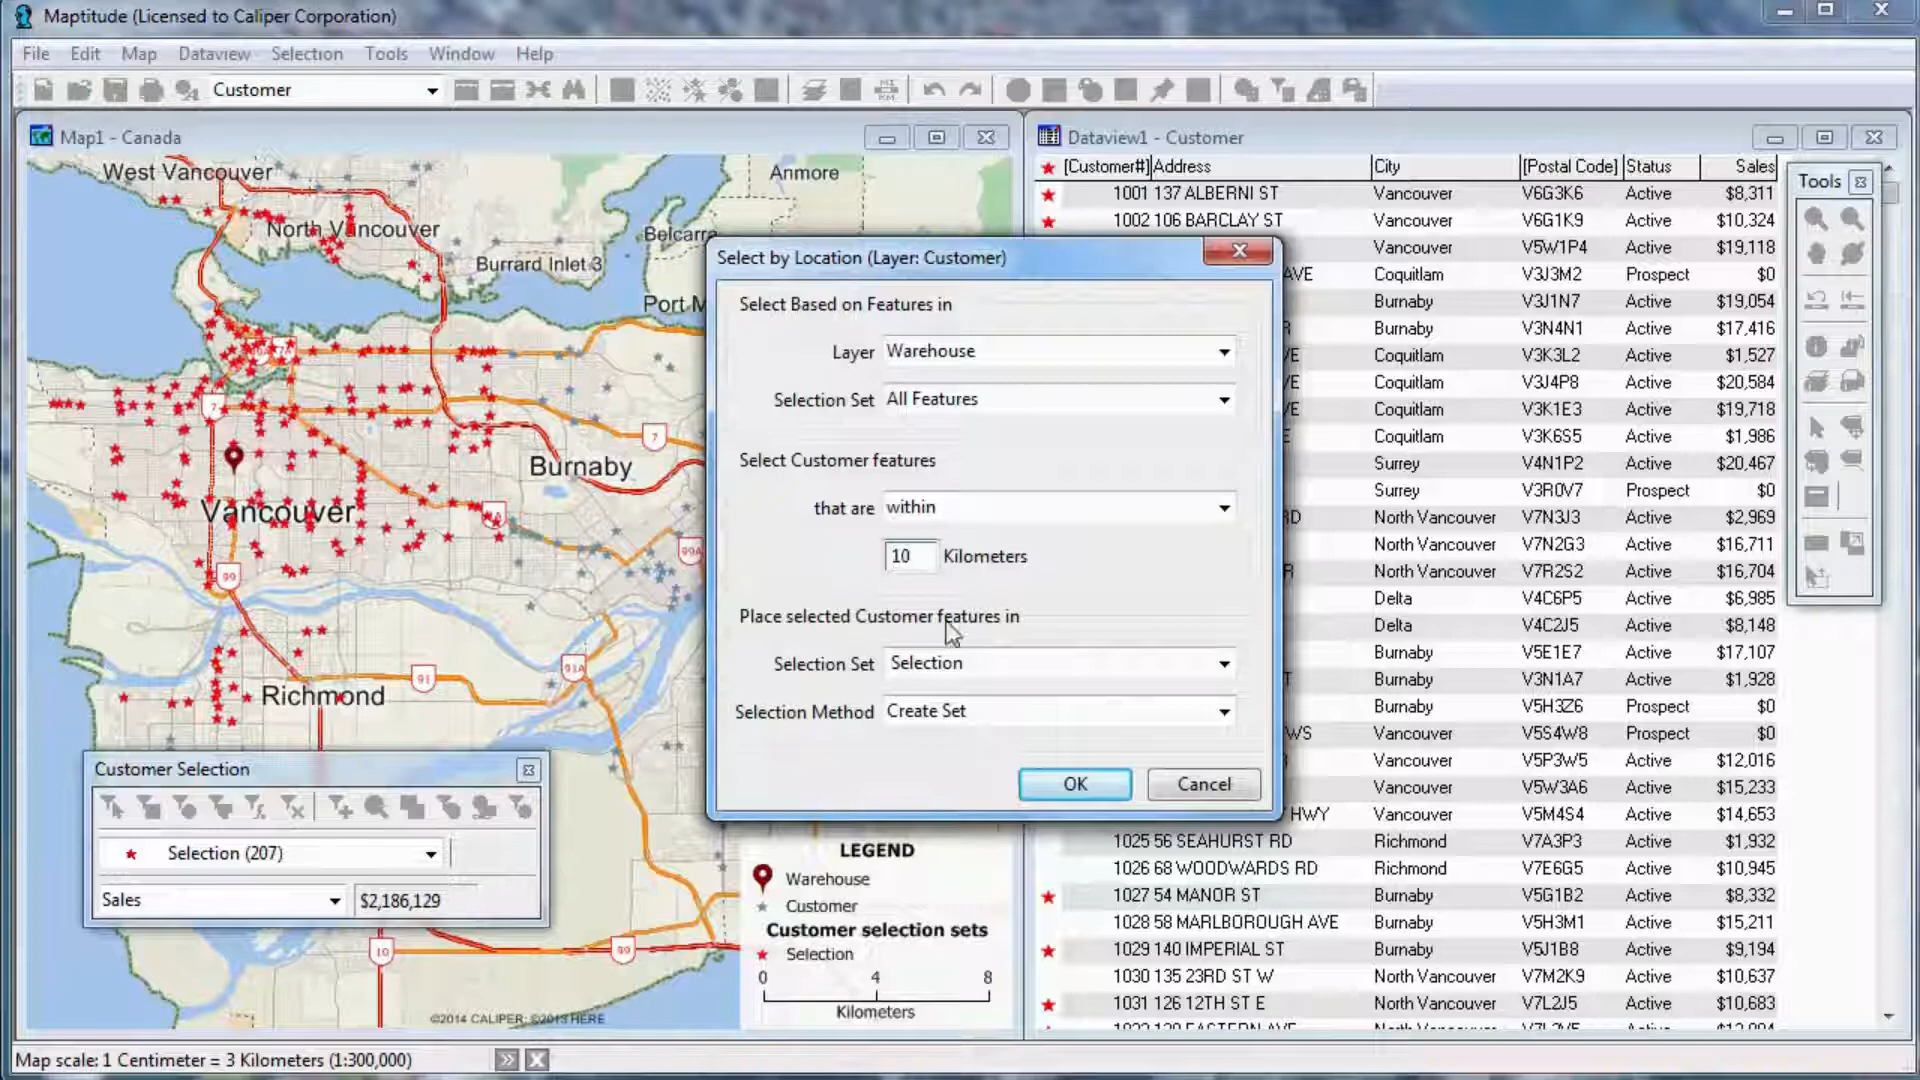 Maptitude (Licensed to Caliper Corporation)
File Edit Map Dataview Selection Tools Window Help
Customer
Map1 - Canada
West Vancouver
North Vancouver
Anmore
Belcarra
Burrard Inlet 3
Port M
Burnaby
Vancouver
Richmond
7
7A
7
99
91
91A
99A
10
99
Customer Selection
Selection (207)
Sales $2,186,129
LEGEND
Warehouse
Customer
Customer selection sets
Selection
0 4 8
Kilometers
©2014 CALIPER; ©2013 HERE
Select by Location (Layer: Customer)
Select Based on Features in
Layer Warehouse
Selection Set All Features
Select Customer features
that are within
10 Kilometers
Place selected Customer features in
Selection Set Selection
Selection Method Create Set
OK Cancel
Dataview1 - Customer
[Customer#] Address City [Postal Code] Status Sales
1001 137 ALBERNI ST Vancouver V6G3K6 Active $8,311
1002 106 BARCLAY ST Vancouver V6G1K9 Active $10,324
Vancouver V5W1P4 Active $19,118
AVE Coquitlam V3J3M2 Prospect $0
Burnaby V3J1N7 Active $19,054
R Burnaby V3N4N1 Active $17,416
VE Coquitlam V3K3L2 Active $1,527
VE Coquitlam V3J4P8 Active $20,584
VE Coquitlam V3K1E3 Active $19,718
E Coquitlam V3K6S5 Active $1,986
Surrey V4N1P2 Active $20,467
Surrey V3R0V7 Prospect $0
RD North Vancouver V7N3J3 Active $2,969
North Vancouver V7N2G3 Active $16,711
R North Vancouver V7R2S2 Active $16,704
Delta V4C6P5 Active $6,985
Delta V4C2J5 Active $8,148
Burnaby V5E1E7 Active $17,107
T Burnaby V3N1A7 Active $1,928
Burnaby V5H3Z6 Prospect $0
WS Vancouver V5S4W8 Prospect $0
Vancouver V5P3W5 Active $12,016
Vancouver V5W3A6 Active $15,233
HWY Vancouver V5M4S4 Active $14,653
1025 56 SEAHURST RD Richmond V7A3P3 Active $1,932
1026 68 WOODWARDS RD Richmond V7E6G5 Active $10,945
1027 54 MANOR ST Burnaby V5G1B2 Active $8,332
1028 58 MARLBOROUGH AVE Burnaby V5H3M1 Active $15,211
1029 140 IMPERIAL ST Burnaby V5J1B8 Active $9,194
1030 135 23RD ST W North Vancouver V7M2K9 Active $10,637
1031 126 12TH ST E North Vancouver V7L2J5 Active $10,683
Tools
Map scale: 1 Centimeter = 3 Kilometers (1:300,000)